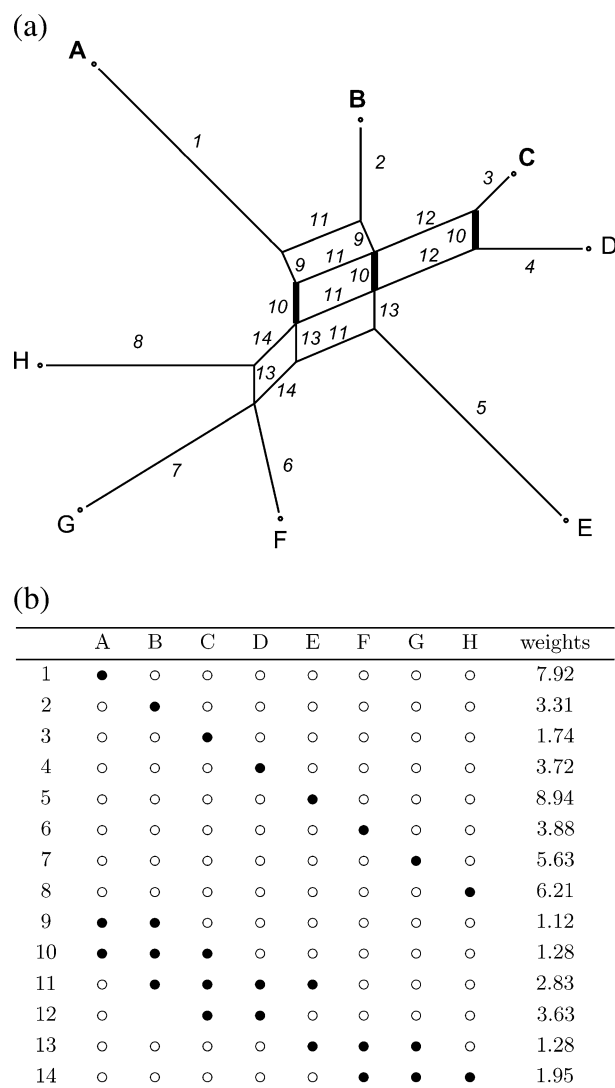 (a)
A
B
1
2
C
3
11
12
9
D
9
11
10
12
10
4
10
11
13
8
14
13
11
H
13
14
5
7
6
G
E
F
(b)
A B C D E F G H weights
1 ● ○ ○ ○ ○ ○ ○ ○ 7.92
2 ○ ● ○ ○ ○ ○ ○ ○ 3.31
3 ○ ○ ● ○ ○ ○ ○ ○ 1.74
4 ○ ○ ○ ● ○ ○ ○ ○ 3.72
5 ○ ○ ○ ○ ● ○ ○ ○ 8.94
6 ○ ○ ○ ○ ○ ● ○ ○ 3.88
7 ○ ○ ○ ○ ○ ○ ● ○ 5.63
8 ○ ○ ○ ○ ○ ○ ○ ● 6.21
9 ● ● ○ ○ ○ ○ ○ ○ 1.12
10 ● ● ● ○ ○ ○ ○ ○ 1.28
11 ○ ● ● ● ● ○ ○ ○ 2.83
12 ○ ● ● ○ ○ ○ ○ 3.63
13 ○ ○ ○ ○ ● ● ● ○ 1.28
14 ○ ○ ○ ○ ○ ● ● ● 1.95